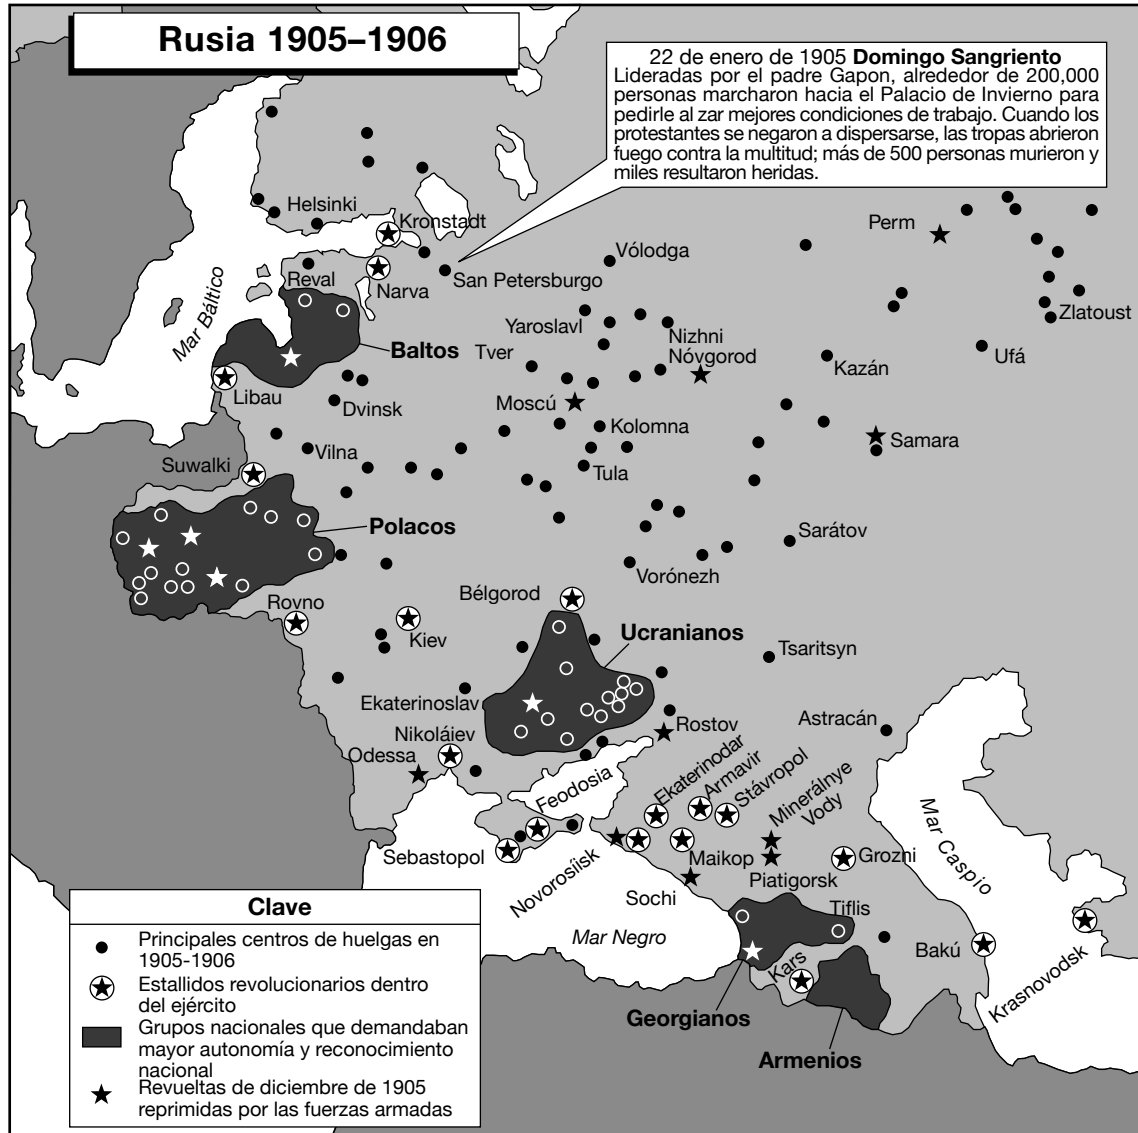 Rusia 1905–1906
22 de enero de 1905 Domingo Sangriento
Lideradas por el padre Gapon, alrededor de 200,000
personas marcharon hacia el Palacio de Invierno para
pedirle al zar mejores condiciones de trabajo. Cuando los
protestantes se negaron a dispersarse, las tropas abrieron
fuego contra la multitud; más de 500 personas murieron y
miles resultaron heridas.
Helsinki
Kronstadt
Perm
Vólodga
San Petersburgo
Reval
Narva
Mar Báltico
Zlatoust
Yaroslavl
Nizhni
Nóvgorod
Baltos
Tver
Kazán
Ufá
Libau
Dvinsk
Moscú
Kolomna
Samara
Vilna
Suwalki
Tula
Polacos
Sarátov
Vorónezh
Bélgorod
Rovno
Kiev
Ucranianos
Tsaritsyn
Ekaterinoslav
Nikoláiev
Rostov
Astracán
Odessa
Feodosia
Ekaterinodar
Armavir
Stávropol
Minerálnye
Vody
Mar Caspio
Sebastopol
Novorosíisk
Maikop
Grozni
Piatigorsk
Sochi
Tiflis
Mar Negro
Bakú
Kars
Krasnovodsk
Georgianos
Armenios
Clave
Principales centros de huelgas en
1905-1906
Estallidos revolucionarios dentro
del ejército
Grupos nacionales que demandaban
mayor autonomía y reconocimiento
nacional
Revueltas de diciembre de 1905
reprimidas por las fuerzas armadas